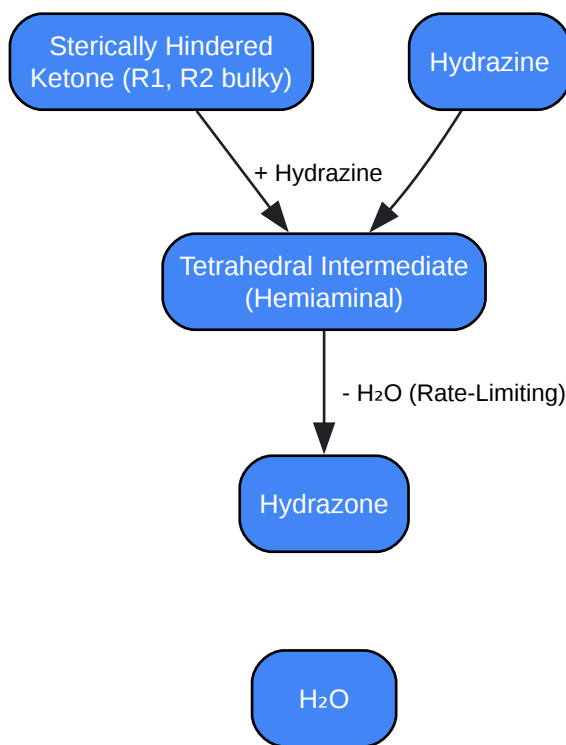 Sterically Hindered
Ketone (R1, R2 bulky)
Hydrazine
+ Hydrazine
Tetrahedral Intermediate
(Hemiaminal)
- H₂O (Rate-Limiting)
Hydrazone
H₂O